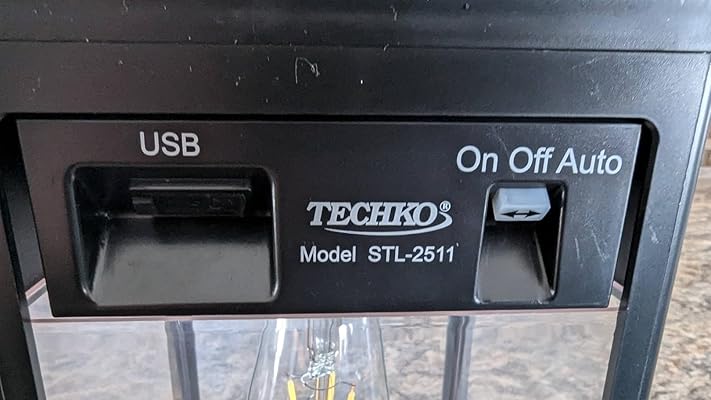 USB
On Off Auto
TECHKO®
Model STL-2511